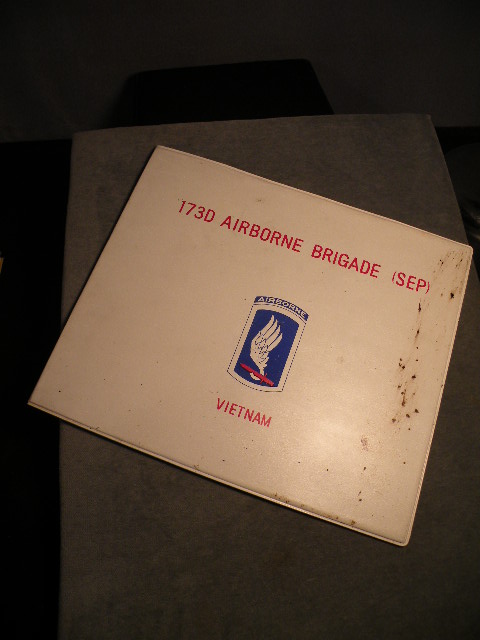 173D AIRBORNE BRIGADE (SEP)
AIRBORNE
VIETNAM